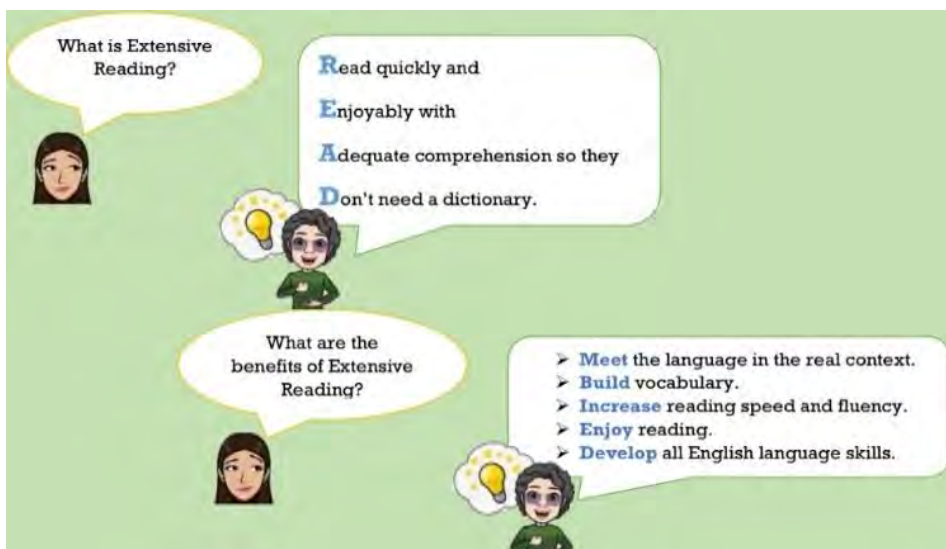 What is Extensive
Reading?
Read quickly and
Enjoyably with
Adequate comprehension so they
Don't need a dictionary.
What are the
benefits of Extensive
Reading?
➢ Meet the language in the real context.
➢ Build vocabulary.
➢ Increase reading speed and fluency.
➢ Enjoy reading.
➢ Develop all English language skills.